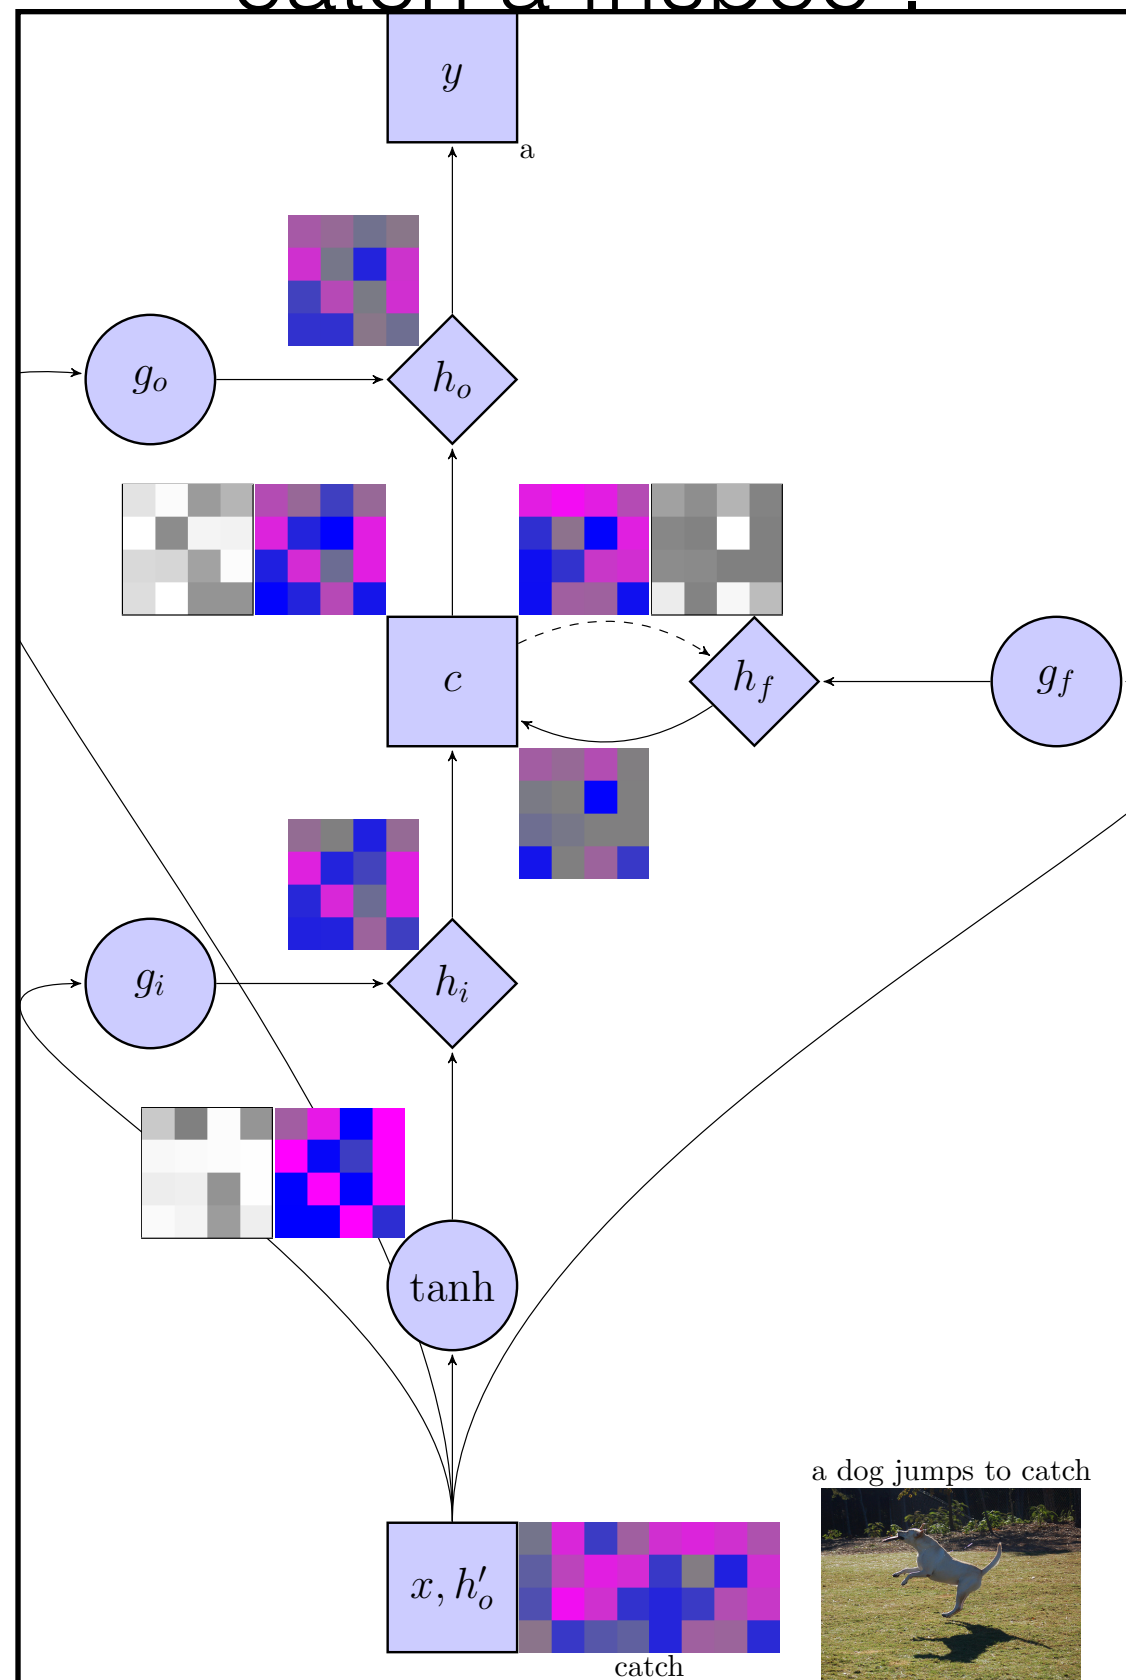 y
a
g_o
h_o
c
h_f
g_f
g_i
h_i
tanh
a dog jumps to catch
x, h'_o
catch